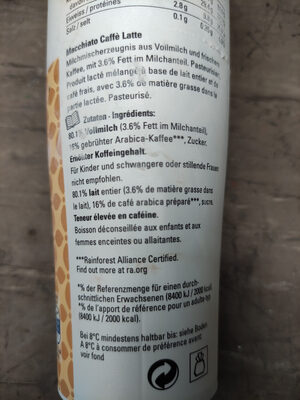 Eiweiss / protéines 2.8g
Salz / sel 0.1g
Macchiato Caffè Latte
Milchmischerzeugnis aus Vollmilch und frischem
Kaffee, mit 3.6% Fett im Milchanteil. Pasteurisiert.
Produit lacté mélangé à base de lait entier et de
café frais, avec 3.6% de matière grasse dans la
partie lactée. Pasteurisé.
Zutaten · Ingrédients:
80.1% Vollmilch (3.6% Fett im Milchanteil),
16% gebrühter Arabica-Kaffee***, Zucker.
Erhöhter Koffeingehalt.
Für Kinder und schwangere oder stillende Frauen
nicht empfohlen.
80.1% lait entier (3.6% de matière grasse dans
le lait), 16% de café arabica préparé***, sucre.
Teneur élevée en caféine.
Boisson déconseillée aux enfants et aux
femmes enceintes ou allaitantes.
***Rainforest Alliance Certified.
Find out more at ra.org
*% der Referenzmenge für einen durch-
schnittlichen Erwachsenen (8400 kJ / 2000 kcal).
*% de l'apport de référence pour un adulte-type
(8400 kJ / 2000 kcal).
Bei 8°C mindestens haltbar bis: siehe Boden
A 8°C à consommer de préférence avant:
voir fond